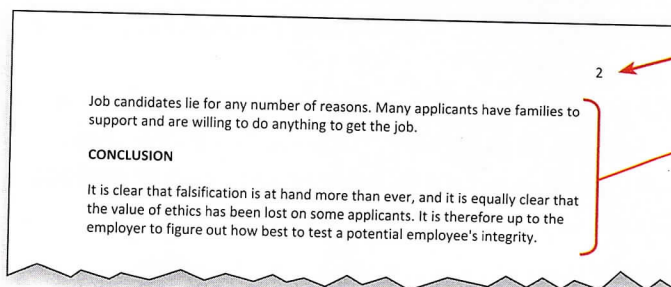 2
Job candidates lie for any number of reasons. Many applicants have families to
support and are willing to do anything to get the job.
CONCLUSION
It is clear that falsification is at hand more than ever, and it is equally clear that
the value of ethics has been lost on some applicants. It is therefore up to the
employer to figure out how best to test a potential employee's integrity.